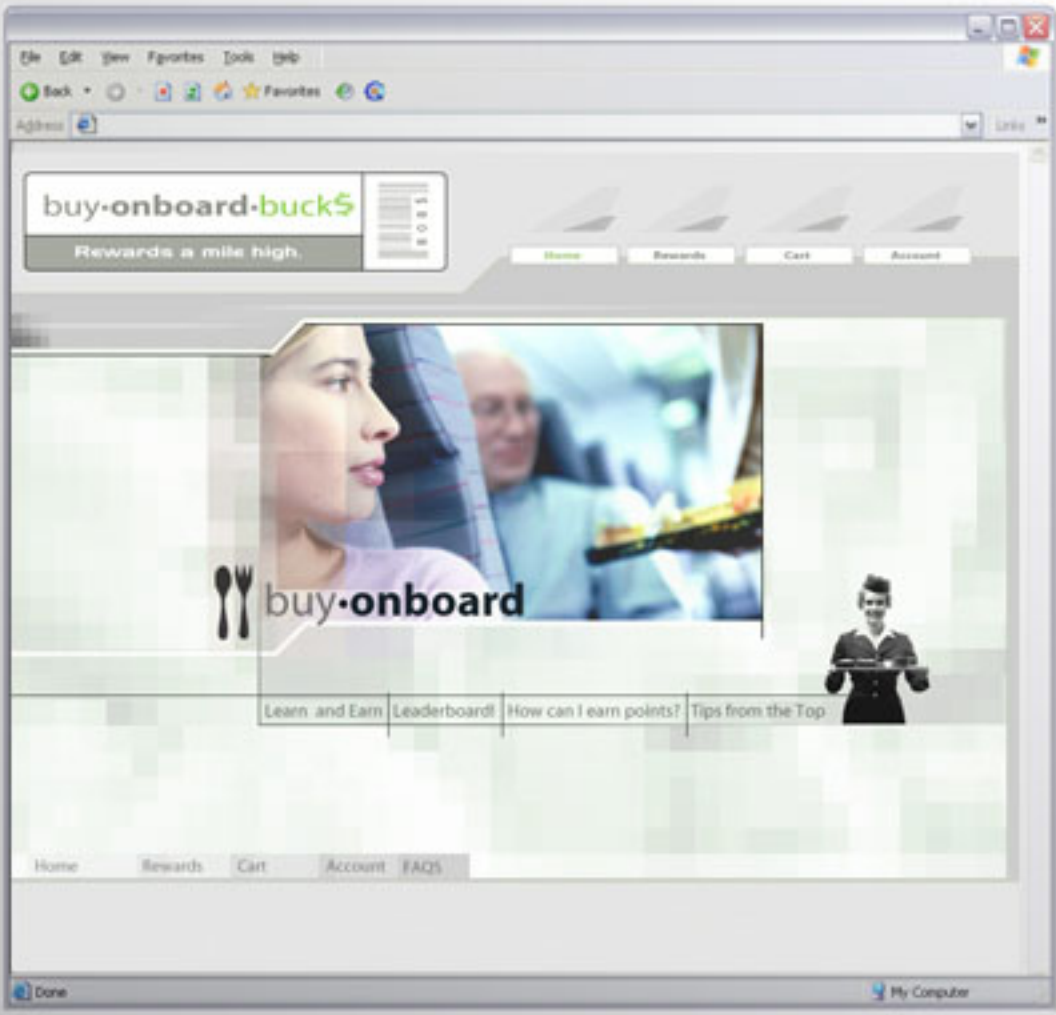 File Edit View Favorites Tools Help
Back Favorites
Address Links
buy·onboard·buck$
Rewards a mile high.
Home Rewards Cart Account
buy·onboard
Learn and Earn Leaderboard! How can I earn points? Tips from the Top
Home Rewards Cart Account FAQS
Done My Computer